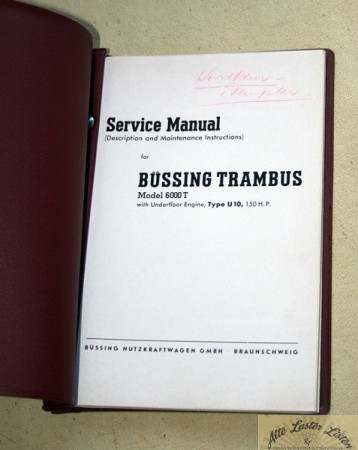 Service Manual
(Description and Maintenance Instructions)
for
BÜSSING TRAMBUS
Model 6000 T
with Underfloor Engine, Type U 10, 150 H. P.
BÜSSING NUTZKRAFTWAGEN GMBH BRAUNSCHWEIG
Alte Laster Listen